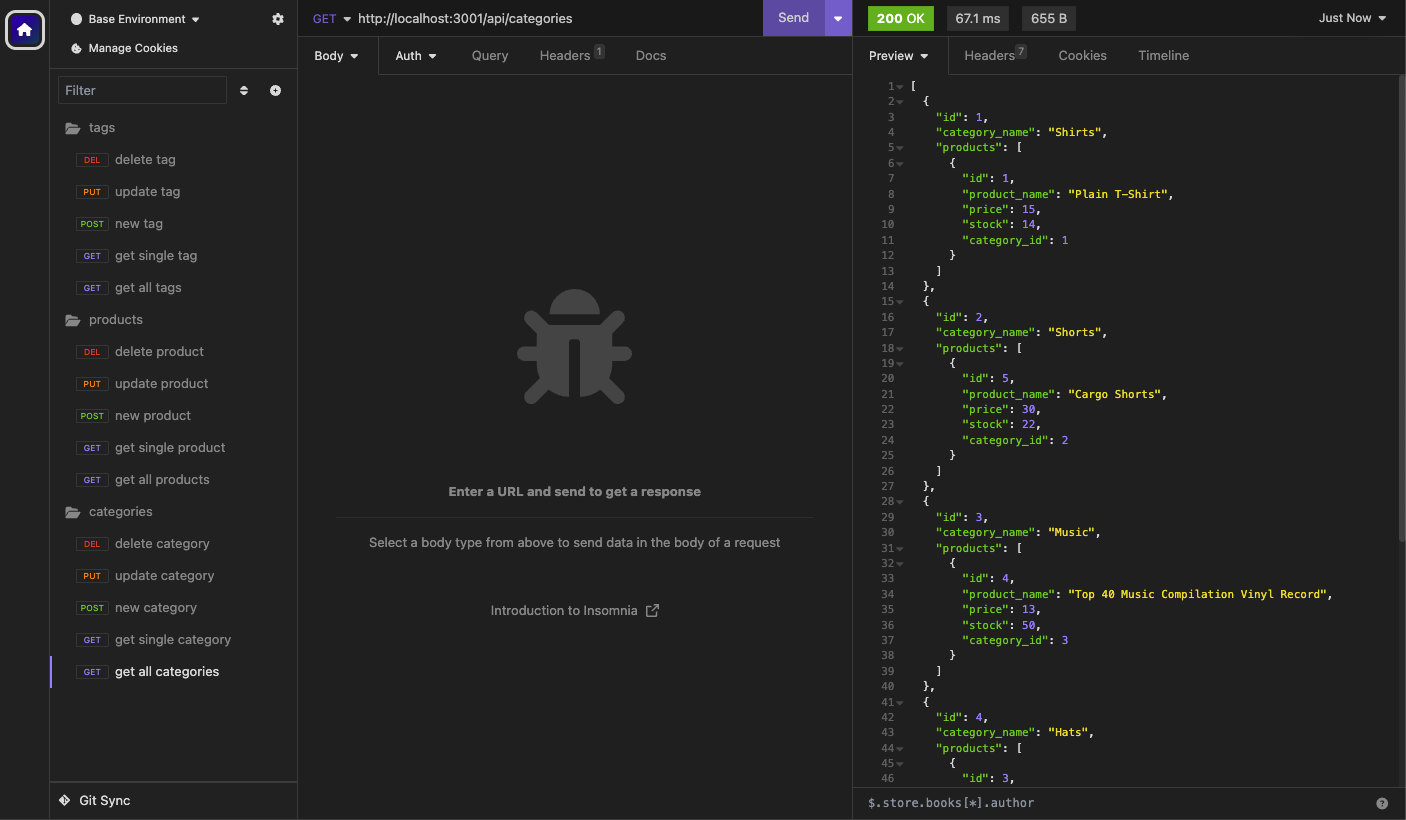 Base Environment
Manage Cookies
Filter
tags
DEL delete tag
PUT update tag
POST new tag
GET get single tag
GET get all tags
products
DEL delete product
PUT update product
POST new product
GET get single product
GET get all products
categories
DEL delete category
PUT update category
POST new category
GET get single category
GET get all categories
Git Sync
GET http://localhost:3001/api/categories Send
Body Auth Query Headers 1 Docs
Enter a URL and send to get a response
Select a body type from above to send data in the body of a request
Introduction to Insomnia
200 OK 67.1 ms 655 B Just Now
Preview Headers 7 Cookies Timeline
1 [
2 {
3 "id": 1,
4 "category_name": "Shirts",
5 "products": [
6 {
7 "id": 1,
8 "product_name": "Plain T-Shirt",
9 "price": 15,
10 "stock": 14,
11 "category_id": 1
12 }
13 ]
14 },
15 {
16 "id": 2,
17 "category_name": "Shorts",
18 "products": [
19 {
20 "id": 5,
21 "product_name": "Cargo Shorts",
22 "price": 30,
23 "stock": 22,
24 "category_id": 2
25 }
26 ]
27 },
28 {
29 "id": 3,
30 "category_name": "Music",
31 "products": [
32 {
33 "id": 4,
34 "product_name": "Top 40 Music Compilation Vinyl Record",
35 "price": 13,
36 "stock": 50,
37 "category_id": 3
38 }
39 ]
40 },
41 {
42 "id": 4,
43 "category_name": "Hats",
44 "products": [
45 {
46 "id": 3,
$.store.books[*].author